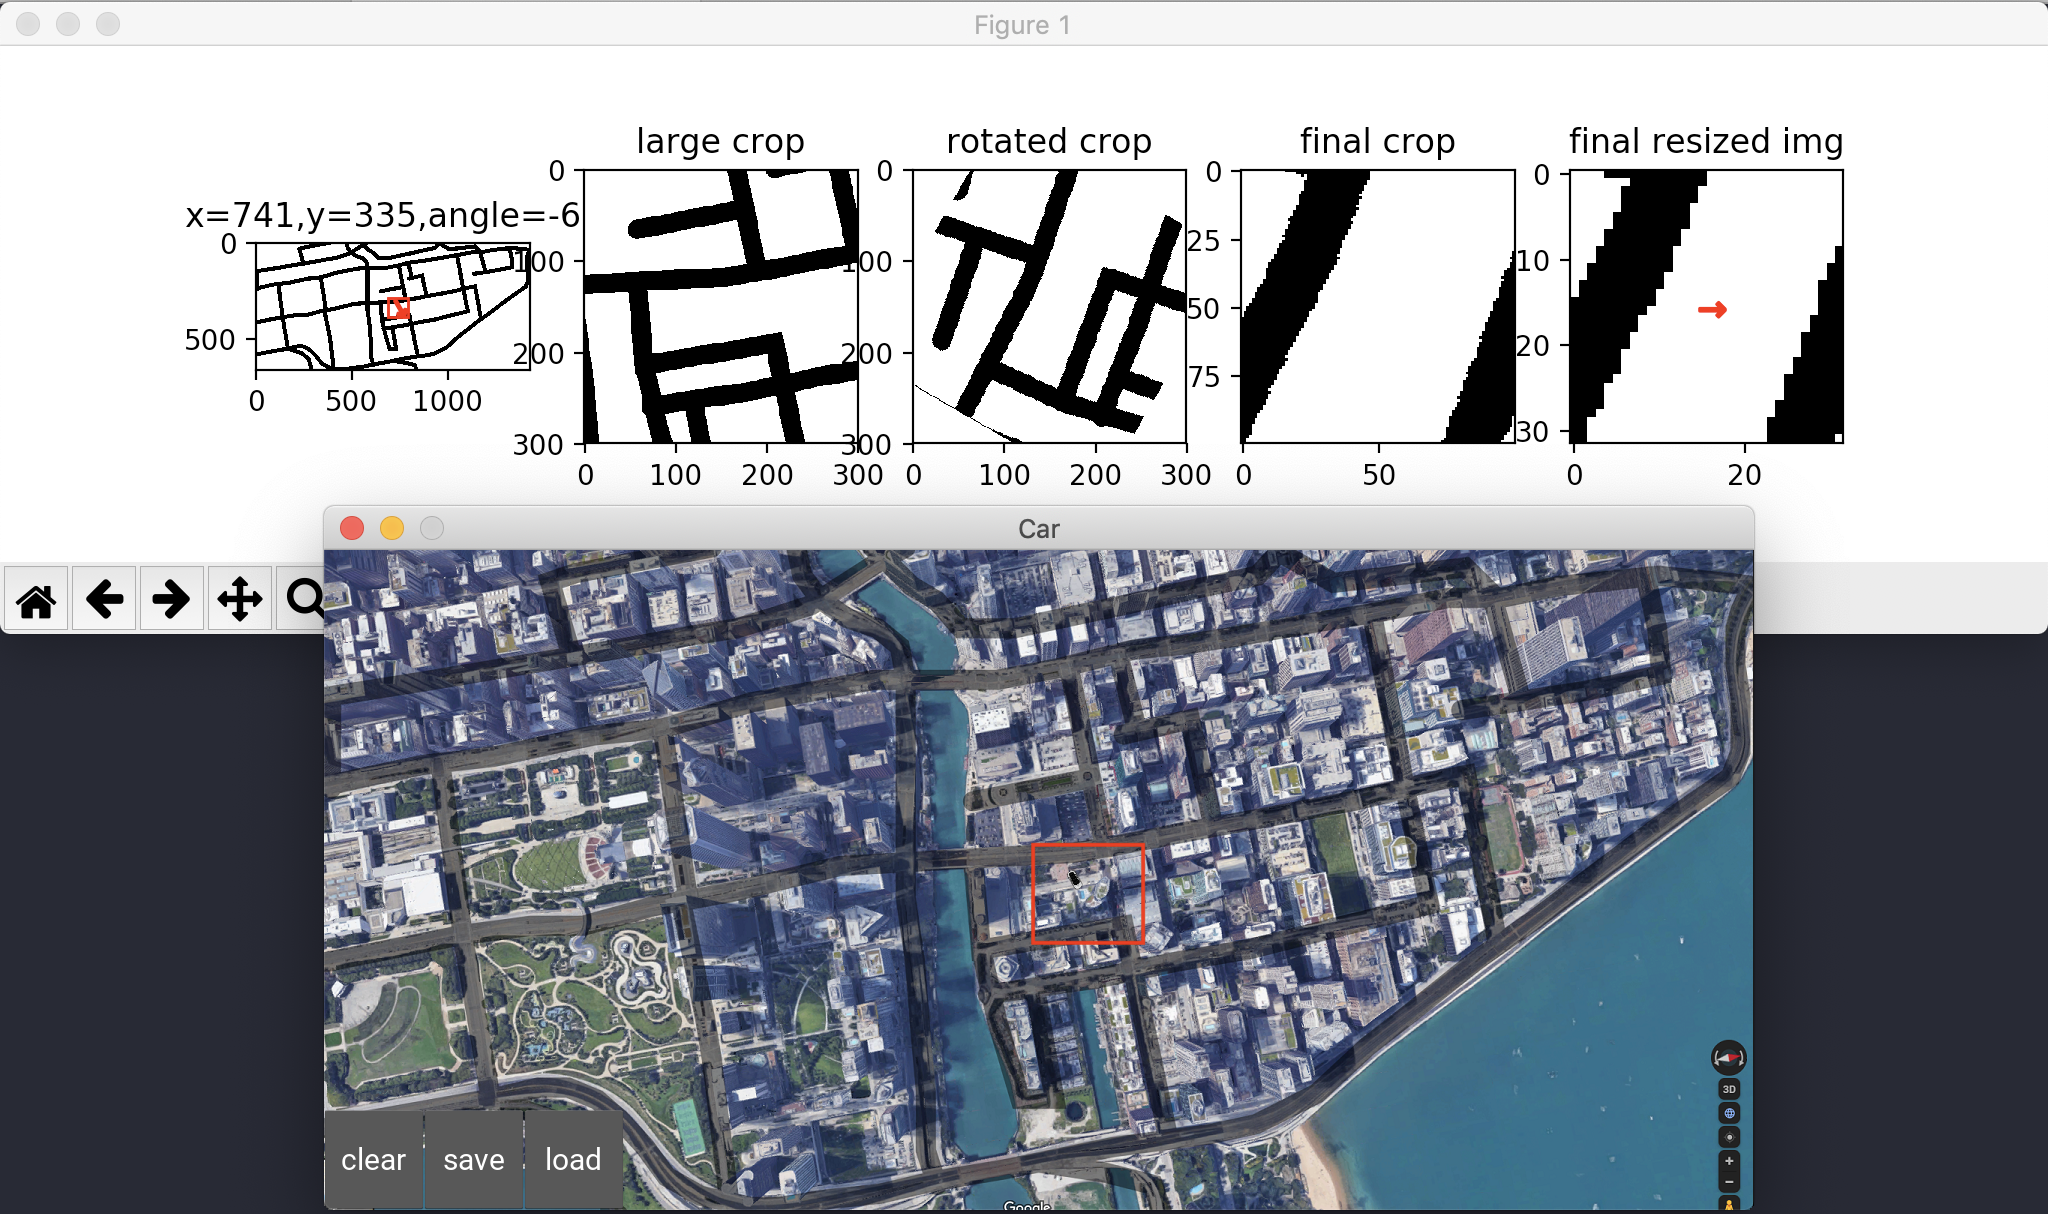 Figure 1
large crop
rotated crop
final crop
final resized img
x=741,y=335,angle=-6
0
500
0
500
1000
0
100
200
300
0
100
200
300
0
100
200
300
0
100
200
300
0
25
50
75
0
50
0
10
20
30
0
20
Car
3D
+
−
clear
save
load
Google